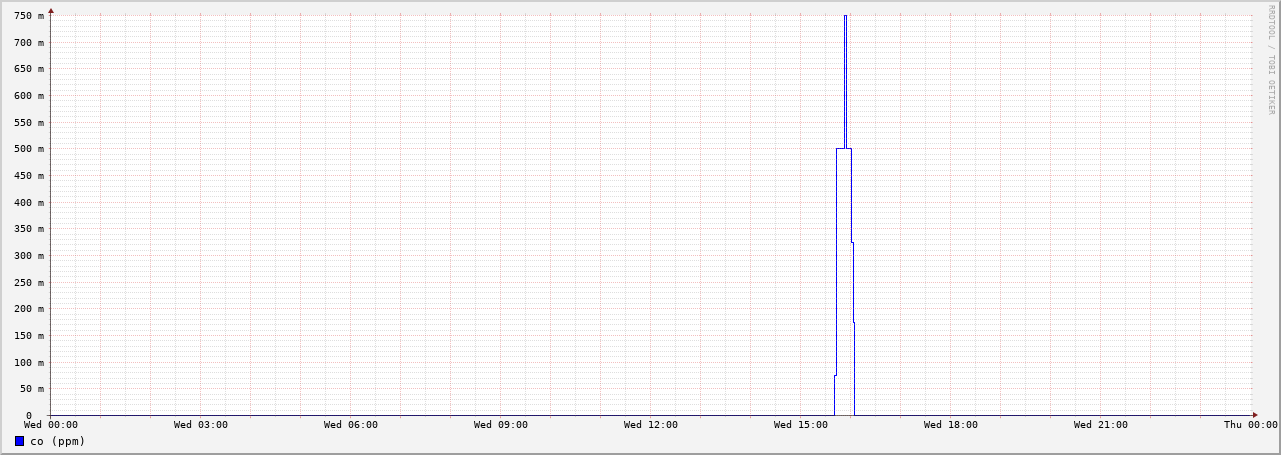 750 m
700 m
650 m
600 m
550 m
500 m
450 m
400 m
350 m
300 m
250 m
200 m
150 m
100 m
50 m
0
Wed 00:00 Wed 03:00 Wed 06:00 Wed 09:00 Wed 12:00 Wed 15:00 Wed 18:00 Wed 21:00 Thu 00:00
co (ppm)
RRDTOOL / TOBI OETIKER